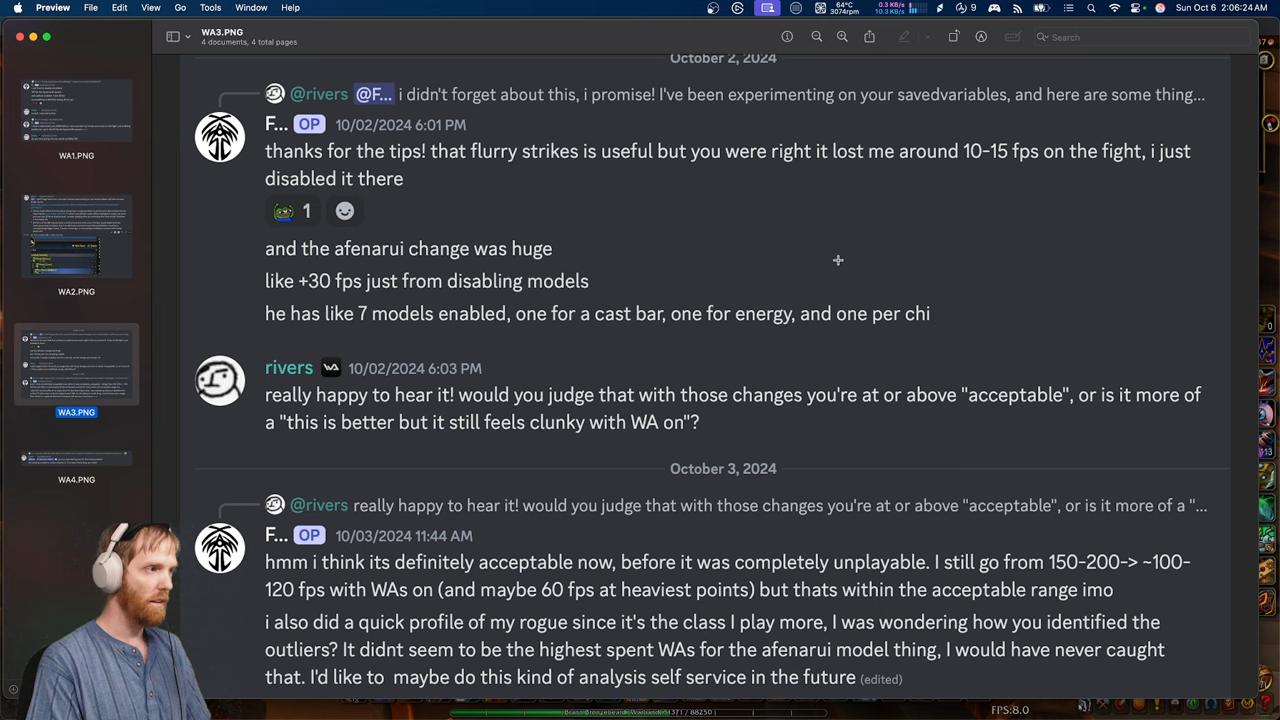 Preview File Edit View Go Tools Window Help
64°C
3074rpm
0.3 KB/s
10.3 KB/s
9
Sun Oct 6 2:06:24 AM
WA3.PNG
4 documents, 4 total pages
Search
WA1.PNG
WA2.PNG
WA3.PNG
WA4.PNG
October 2, 2024
@rivers @F... i didn't forget about this, i promise! I've been experimenting on your savedvariables, and here are some thing...
F... OP 10/02/2024 6:01 PM
thanks for the tips! that flurry strikes is useful but you were right it lost me around 10-15 fps on the fight, i just
disabled it there
and the afenarui change was huge
like +30 fps just from disabling models
he has like 7 models enabled, one for a cast bar, one for energy, and one per chi
rivers WA 10/02/2024 6:03 PM
really happy to hear it! would you judge that with those changes you're at or above "acceptable", or is it more of
a "this is better but it still feels clunky with WA on"?
October 3, 2024
@rivers really happy to hear it! would you judge that with those changes you're at or above "acceptable", or is it more of a "...
F... OP 10/03/2024 11:44 AM
hmn i think its definitely acceptable now, before it was completely unplayable. I still go from 150-200-> ~100-
120 fps with WAs on (and maybe 60 fps at heaviest points) but thats within the acceptable range imo
i also did a quick profile of my rogue since it's the class I play more, I was wondering how you identified the
outliers? It didnt seem to be the highest spent WAs for the afenarui model thing, I would have never caught
that. I'd like to maybe do this kind of analysis self service in the future (edited)
FPS:8.0